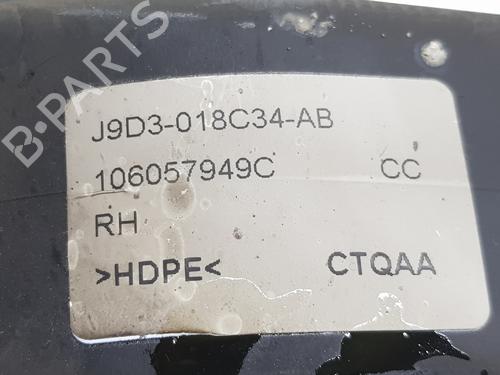 B-PARTS
J9D3-018C34-AB
106057949C CC
RH
>HDPE< CTQAA